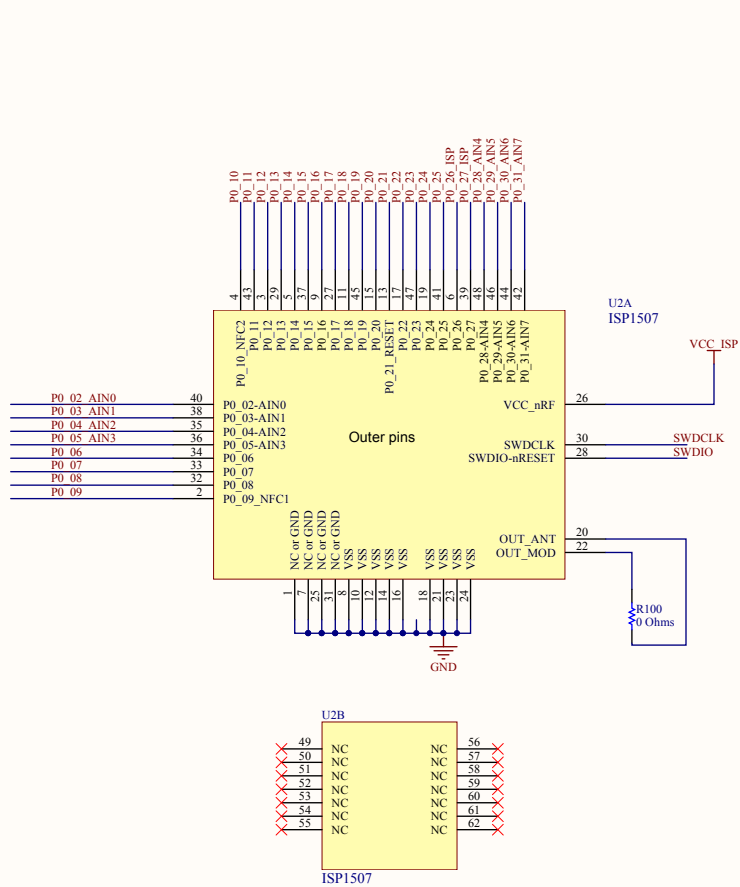 P0_10
P0_11
P0_12
P0_13
P0_14
P0_15
P0_16
P0_17
P0_18
P0_19
P0_20
P0_21
P0_22
P0_23
P0_24
P0_25
P0_26_ISP
P0_27_ISP
P0_28_AIN4
P0_29_AIN5
P0_30_AIN6
P0_31_AIN7
4
43
3
29
5
37
9
27
11
45
15
13
17
47
19
41
6
39
48
46
44
42
U2A
ISP1507
P0_10_NFC2
P0_11
P0_12
P0_13
P0_14
P0_15
P0_16
P0_17
P0_18
P0_19
P0_20
P0_21_RESET
P0_22
P0_23
P0_24
P0_25
P0_26
P0_27
P0_28-AIN4
P0_29-AIN5
P0_30-AIN6
P0_31-AIN7
VCC_ISP
P0_02_AIN0 40 P0_02-AIN0
P0_03_AIN1 38 P0_03-AIN1
P0_04_AIN2 35 P0_04-AIN2
P0_05_AIN3 36 P0_05-AIN3
P0_06 34 P0_06
P0_07 33 P0_07
P0_08 32 P0_08
P0_09 2 P0_09_NFC1
Outer pins
VCC_nRF 26
SWDCLK 30 SWDCLK
SWDIO-nRESET 28 SWDIO
OUT_ANT 20
OUT_MOD 22
NC or GND
NC or GND
NC or GND
NC or GND
VSS
VSS
VSS
VSS
VSS
VSS
VSS
VSS
VSS
1
7
25
31
8
10
12
14
16
18
21
23
24
R100
0 Ohms
GND
U2B
49 NC NC 56
50 NC NC 57
51 NC NC 58
52 NC NC 59
53 NC NC 60
54 NC NC 61
55 NC NC 62
ISP1507